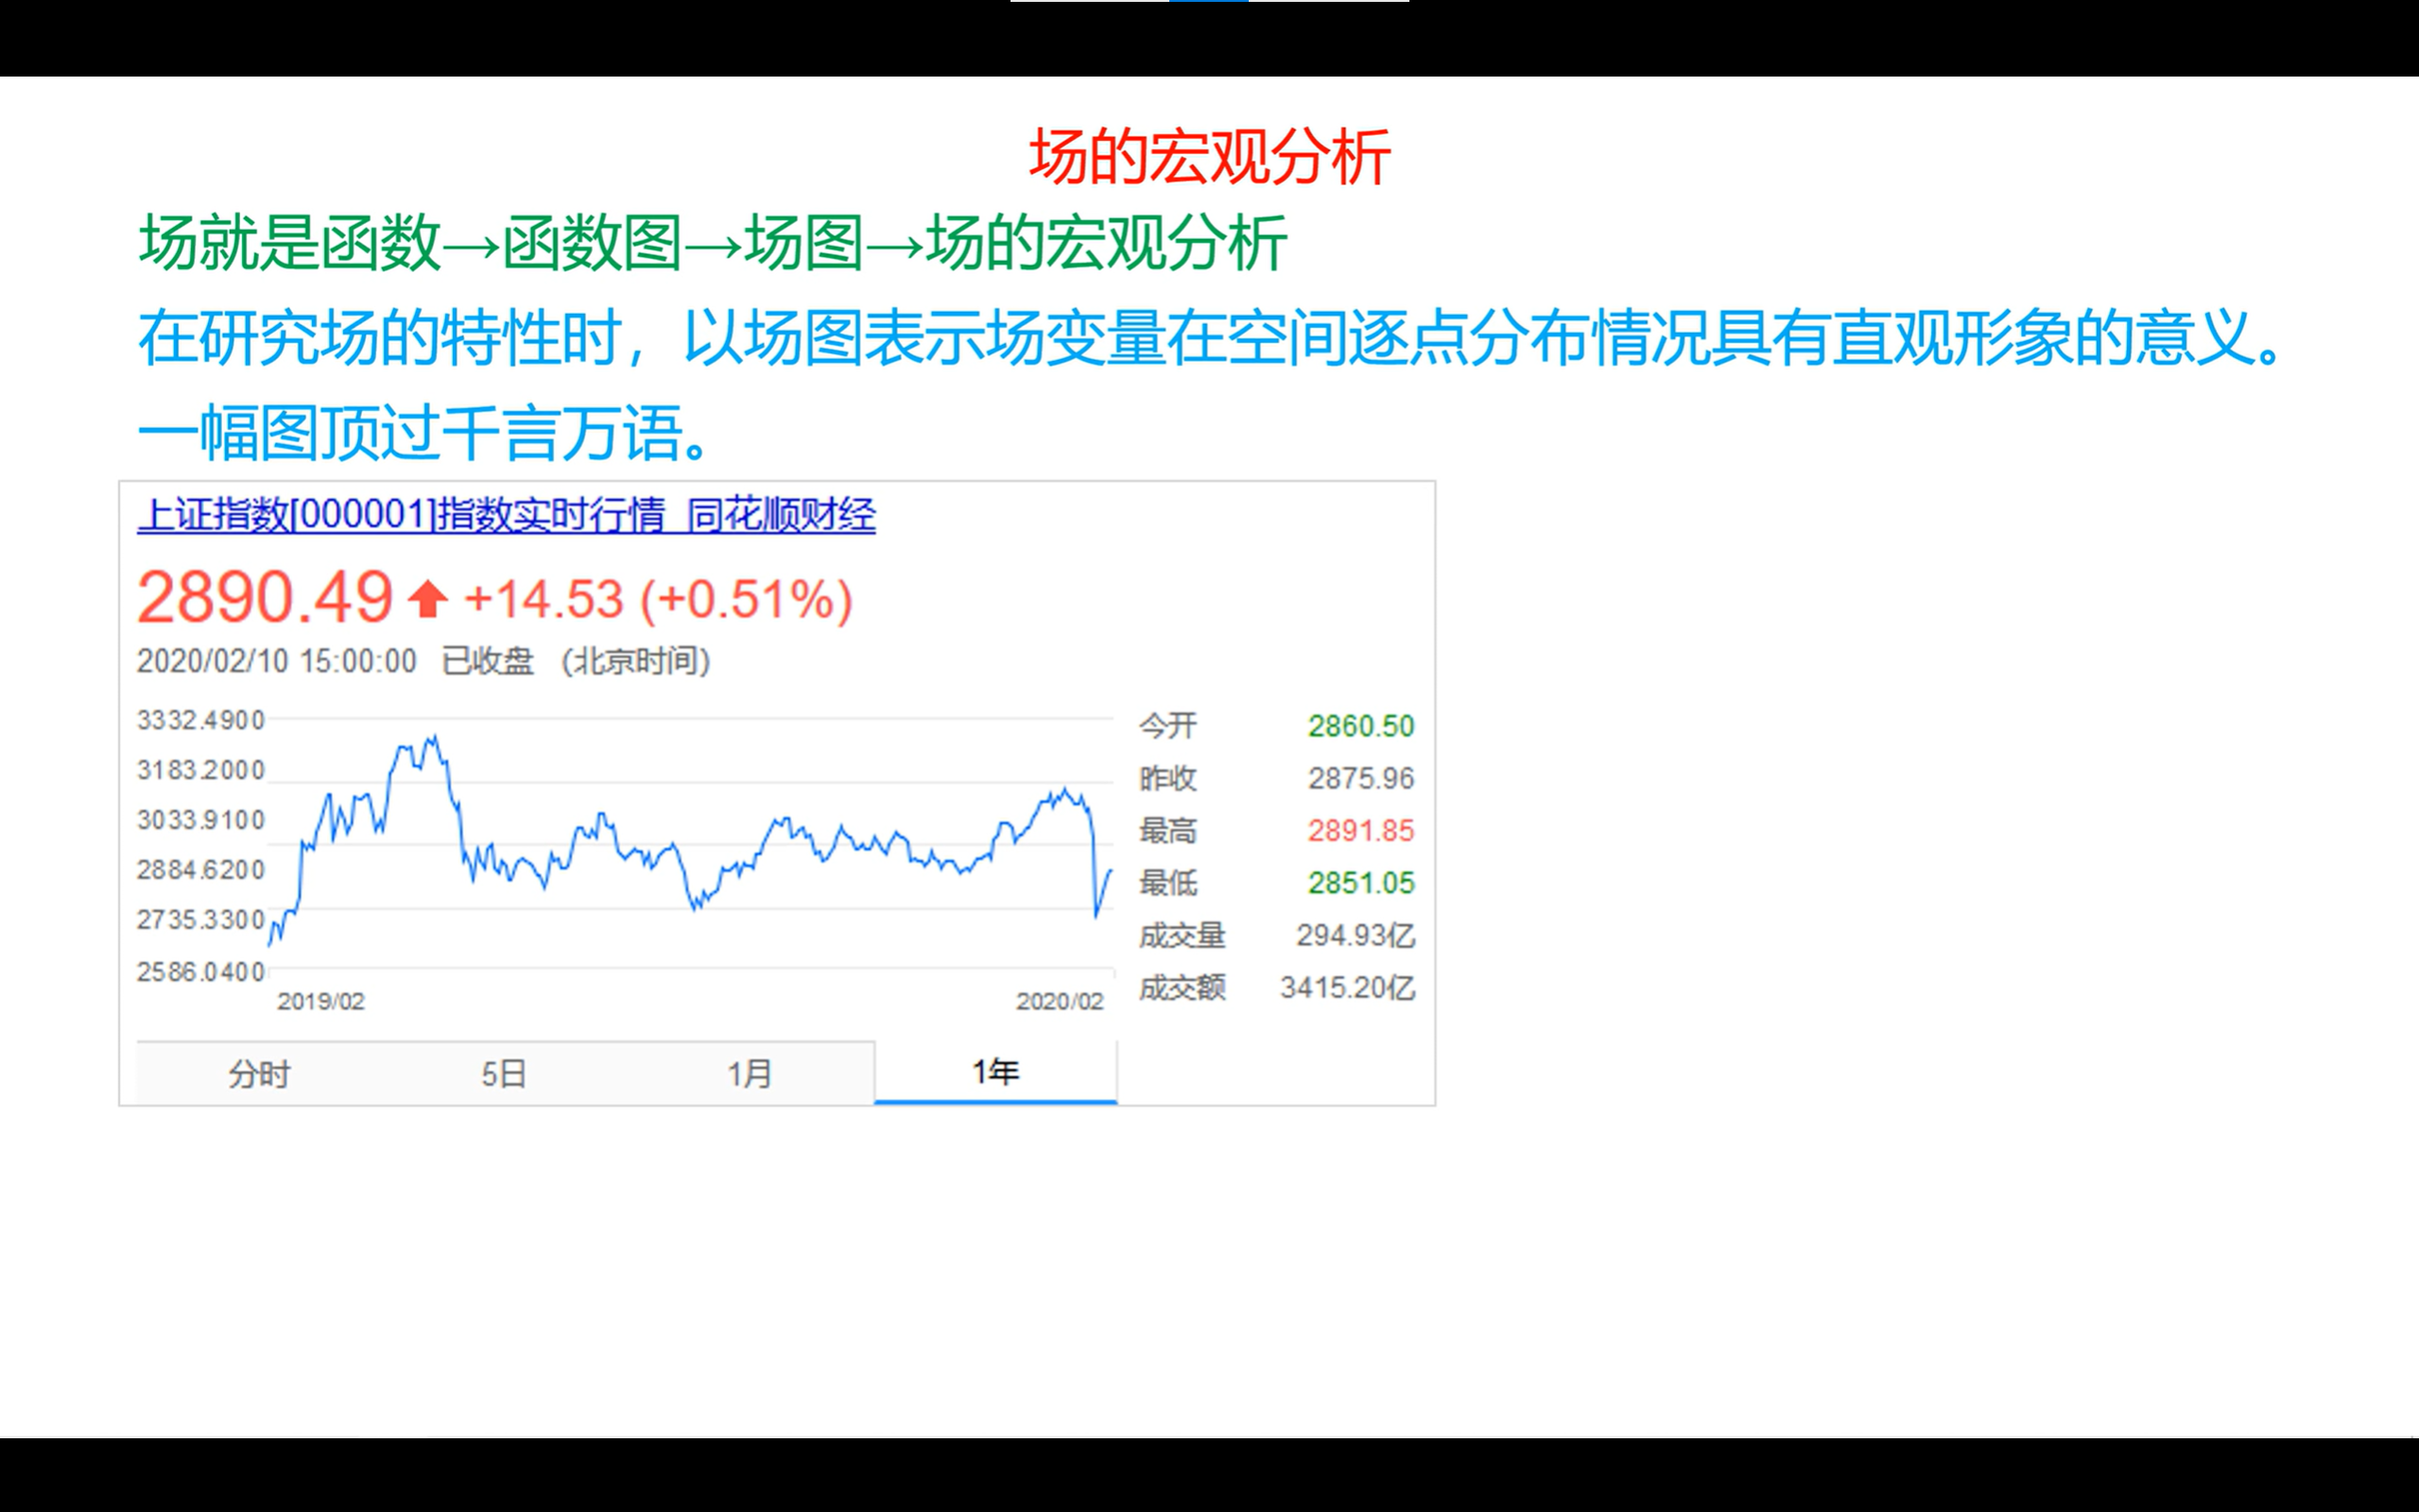 场的宏观分析
场就是函数→函数图→场图→场的宏观分析
在研究场的特性时，以场图表示场变量在空间逐点分布情况具有直观形象的意义。
一幅图顶过千言万语。
上证指数[000001]指数实时行情_同花顺财经
2890.49 +14.53 (+0.51%)
2020/02/10 15:00:00 已收盘 (北京时间)
3332.4900
3183.2000
3033.9100
2884.6200
2735.3300
2586.0400
2019/02 2020/02
今开 2860.50
昨收 2875.96
最高 2891.85
最低 2851.05
成交量 294.93亿
成交额 3415.20亿
分时 5日 1月 1年